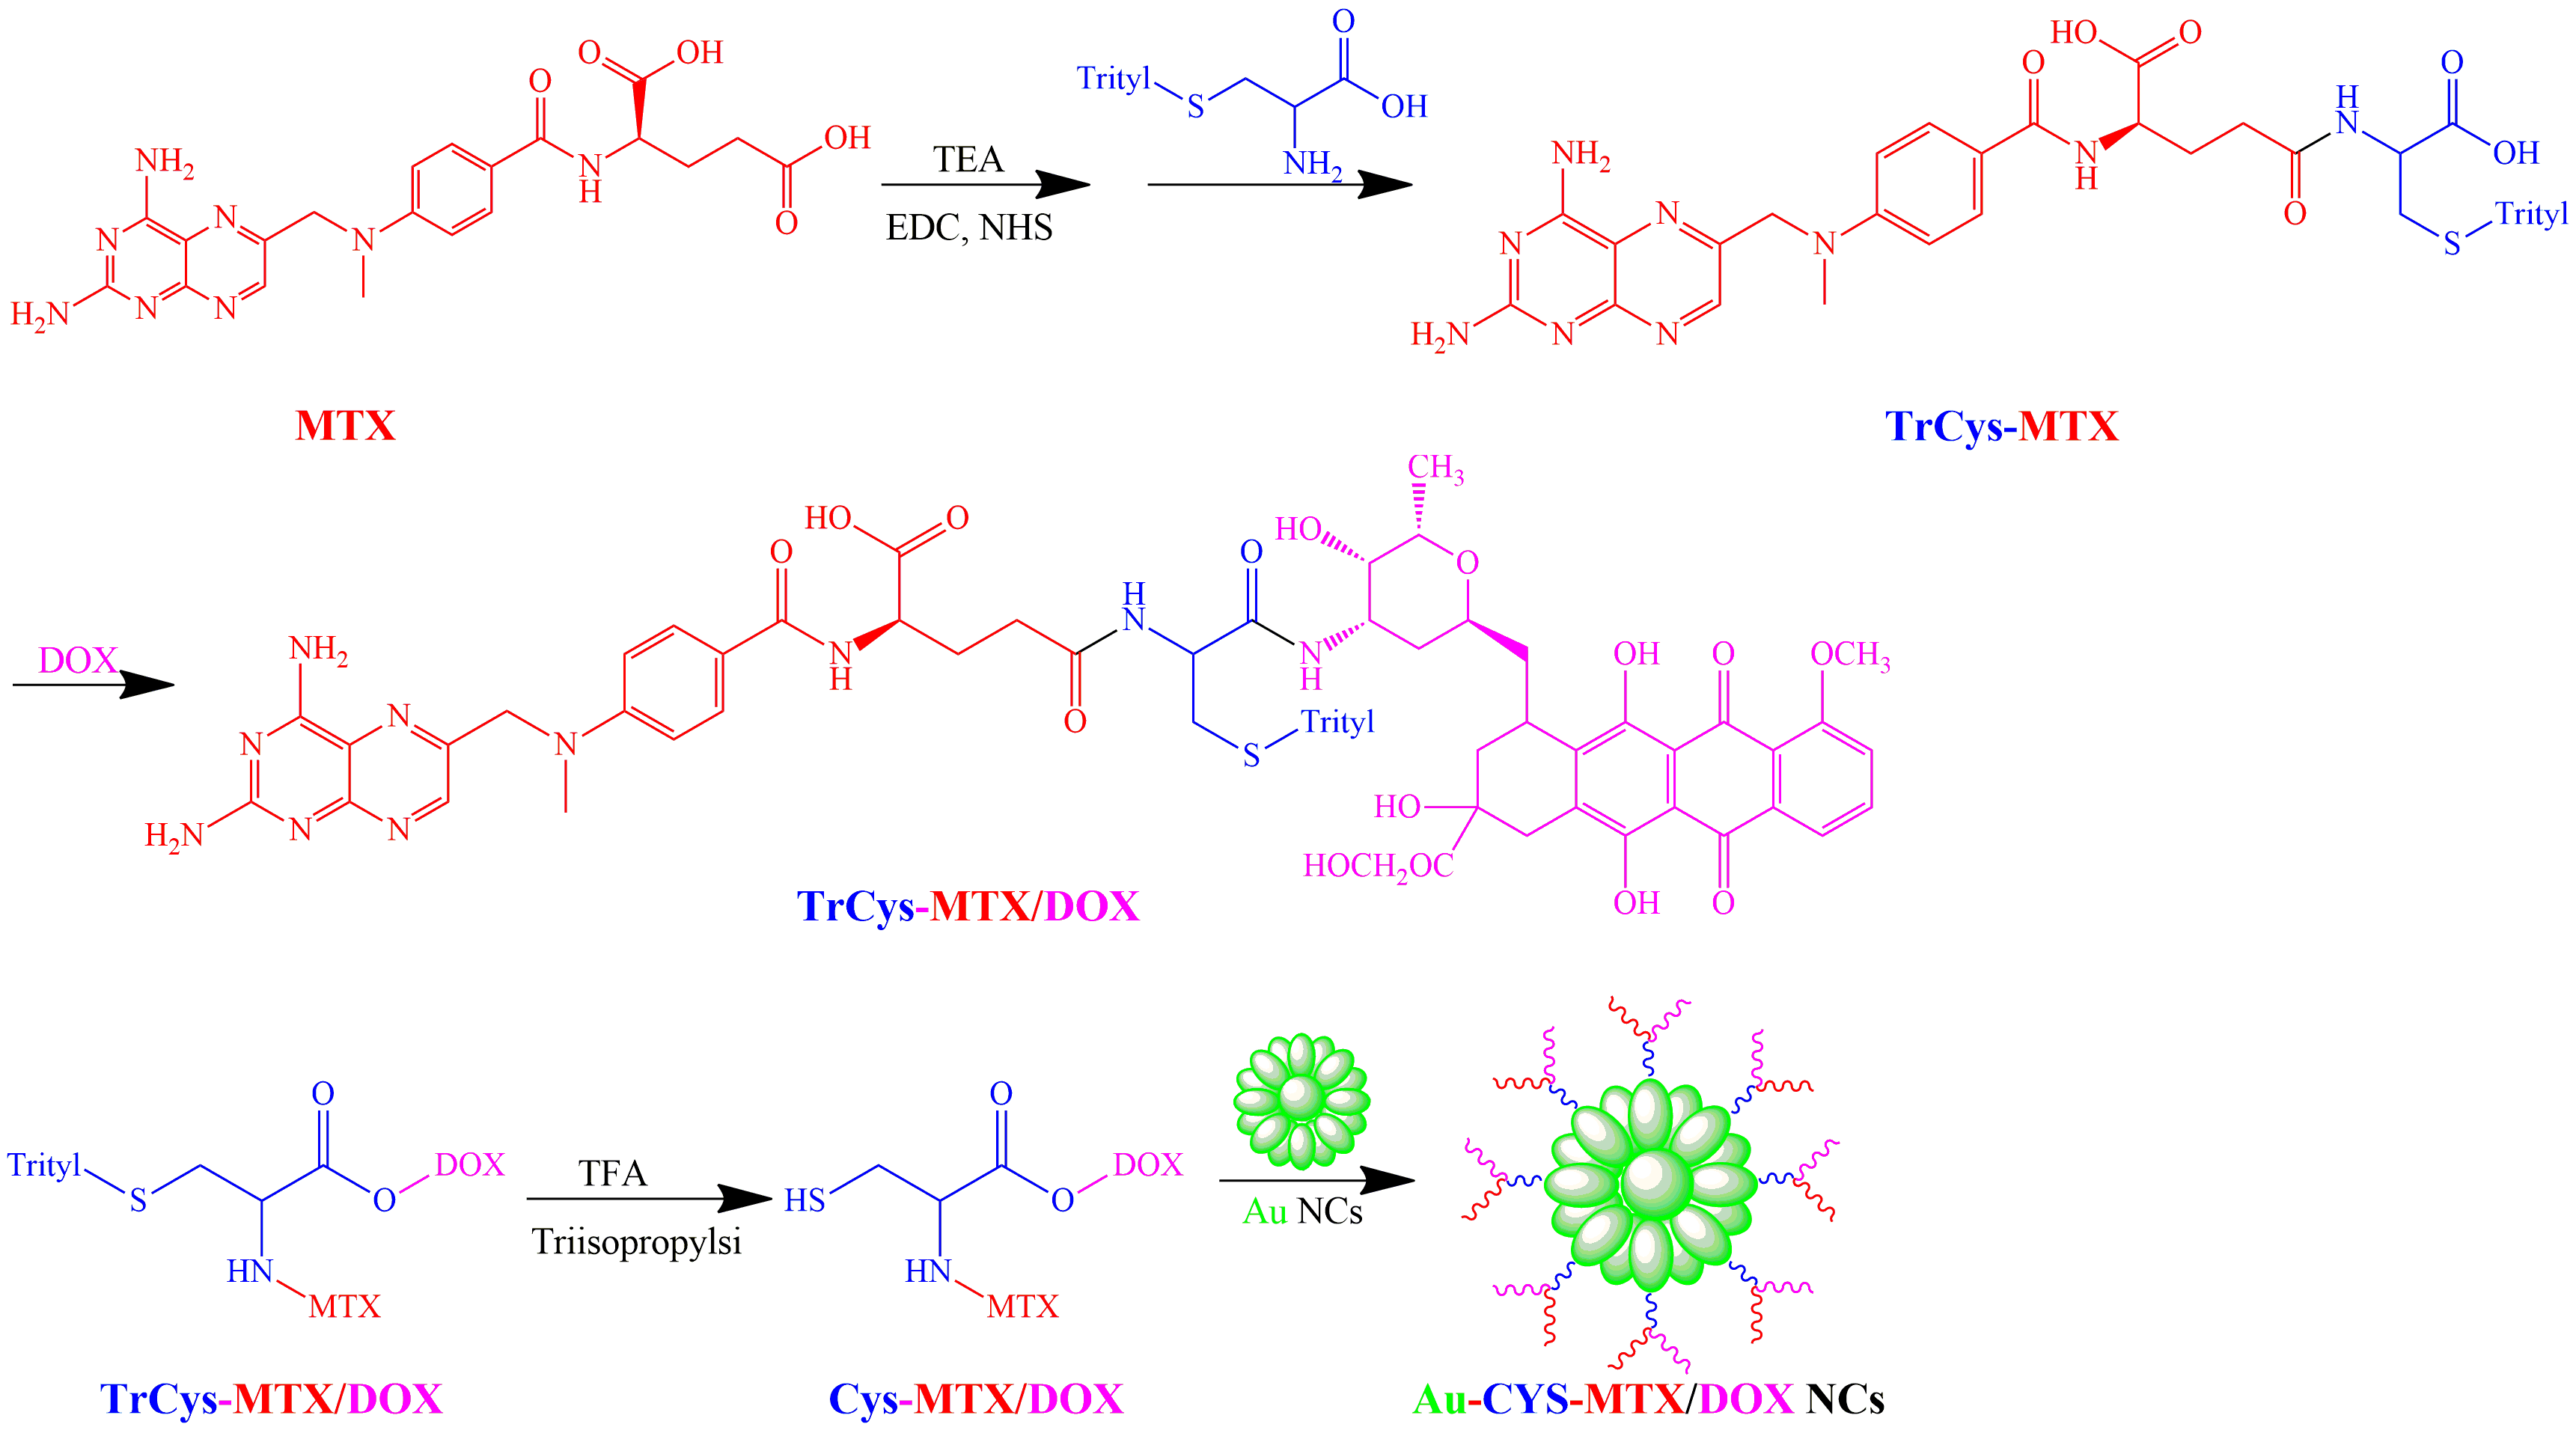 NH2
N
N
N
N
H2N
N
O
N
H
O
OH
OH
O
MTX
TEA
EDC, NHS
Trityl
S
O
OH
NH2
NH2
N
N
N
N
H2N
N
O
N
H
HO
O
O
H
N
O
OH
S
Trityl
TrCys-MTX
DOX
NH2
N
N
N
N
H2N
N
O
N
H
HO
O
O
H
N
O
S
Trityl
N
H
HO
CH3
O
OH
O
OCH3
HO
HOCH2OC
OH
O
TrCys-MTX/DOX
Trityl
S
O
O
DOX
HN
MTX
TrCys-MTX/DOX
TFA
Triisopropylsi
HS
O
O
DOX
HN
MTX
Cys-MTX/DOX
Au NCs
Au-CYS-MTX/DOX NCs